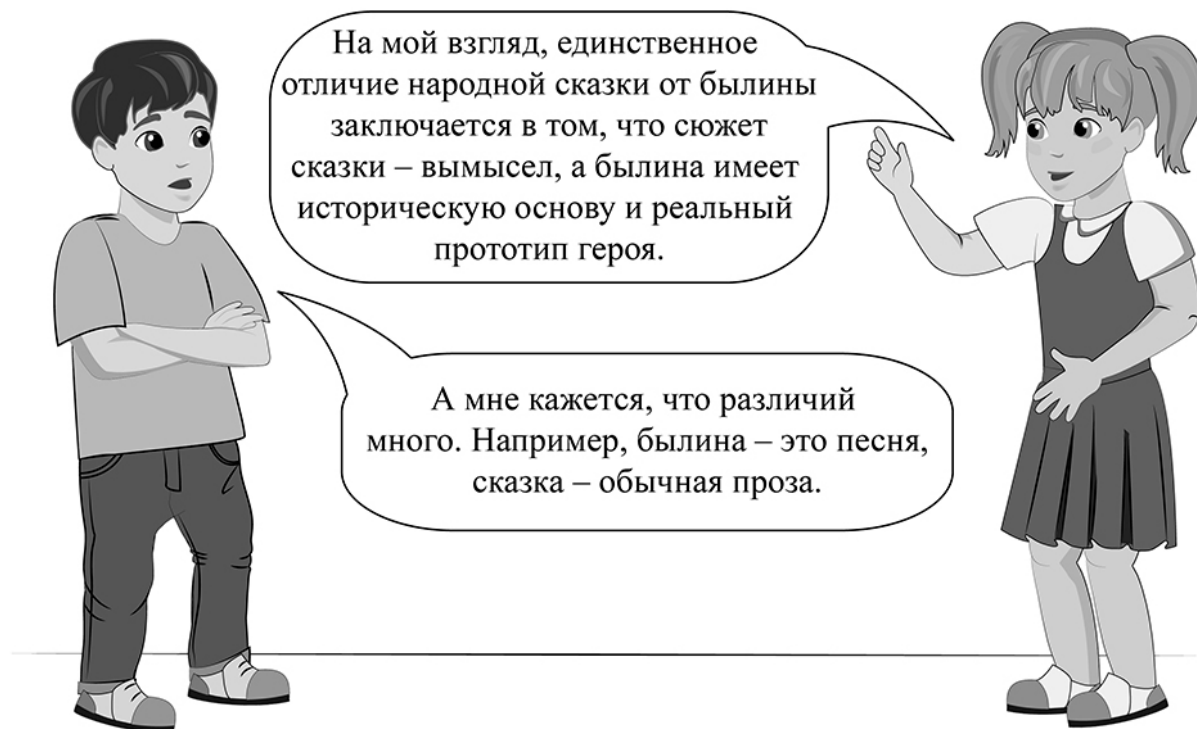 На мой взгляд, единственное
отличие народной сказки от былины
заключается в том, что сюжет
сказки – вымысел, а былина имеет
историческую основу и реальный
прототип героя.
А мне кажется, что различий
много. Например, былина – это песня,
сказка – обычная проза.